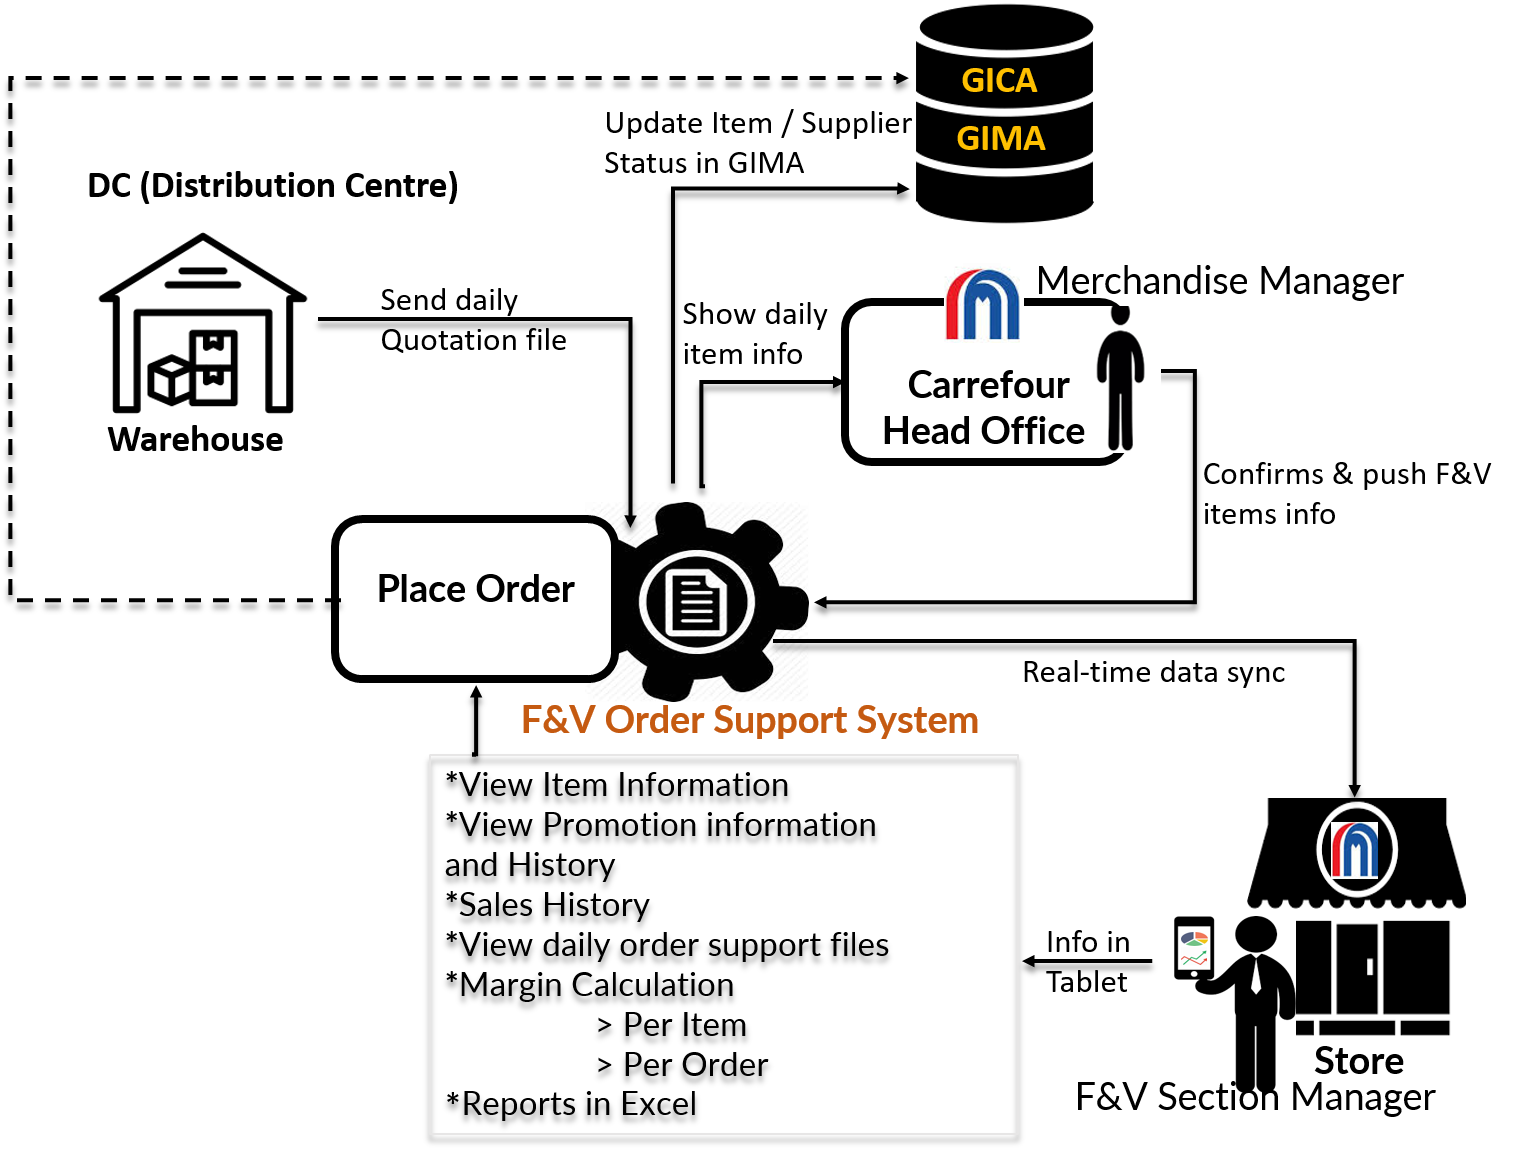 GICA
GIMA
Update Item / Supplier
Status in GIMA
DC (Distribution Centre)
Warehouse
Send daily
Quotation file
Show daily
item info
Merchandise Manager
Carrefour
Head Office
Confirms & push F&V
items info
Place Order
F&V Order Support System
Real-time data sync
*View Item Information
*View Promotion information
and History
*Sales History
*View daily order support files
*Margin Calculation
> Per Item
> Per Order
*Reports in Excel
Info in
Tablet
Store
F&V Section Manager